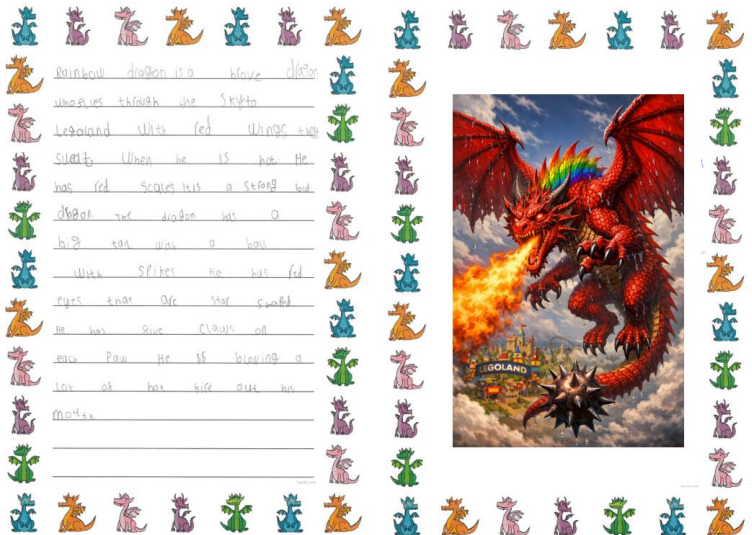 Rainbow dragon is a brave dragon
who flies through the sky to
Legoland with red wings that
sweat when he is hot. He
has red scales It is a strong bad
dragon the dragon has a
big tail with a ball
with spikes He has red
eyes that are star shaped
He has five claws on
each Paw He is blowing a
Lot of hot fire out his
mouth
LEGOLAND